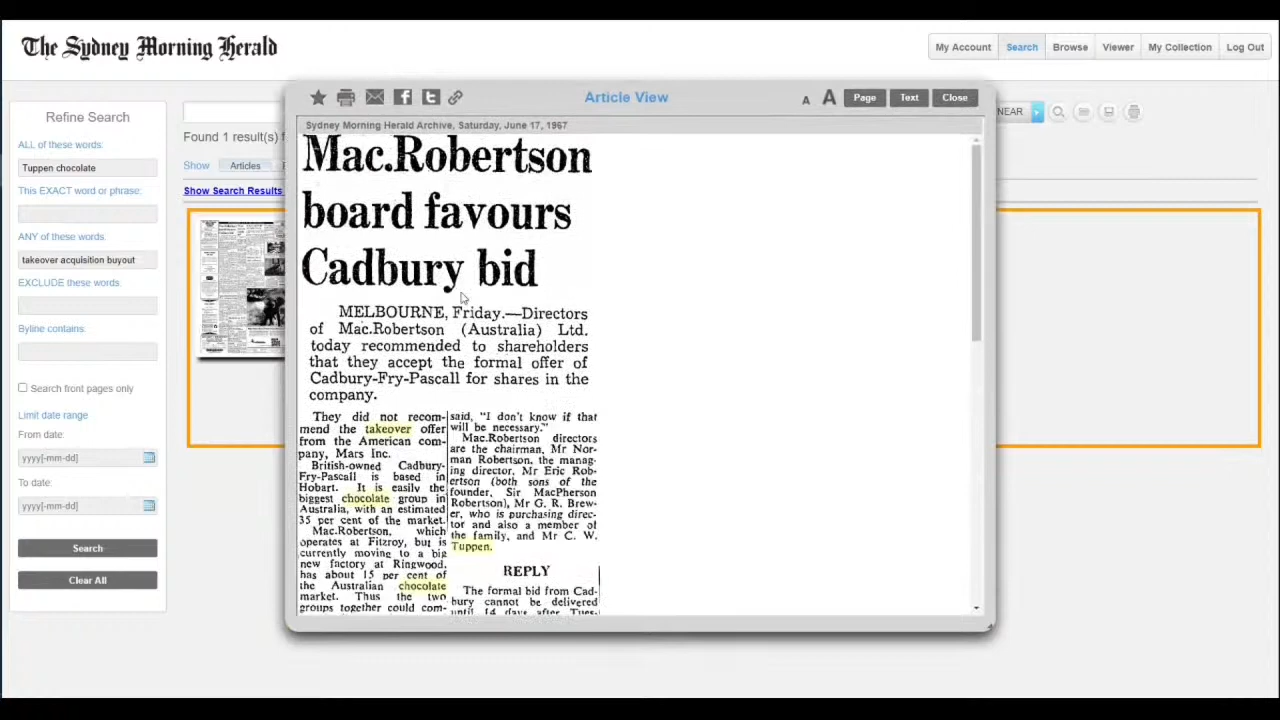 The Sydney Morning Herald
My Account
Search
Browse
Viewer
My Collection
Log Out
Refine Search
ALL of these words:
Tuppen chocolate
This EXACT word or phrase:
ANY of these words:
takeover acquisition buyout
EXCLUDE these words:
Byline contains:
Search front pages only
Limit date range
From date:
yyyy[-mm-dd]
To date:
yyyy[-mm-dd]
Search
Clear All
Found 1 result(s) f
Show
Articles
Show Search Results
NEAR
Article View
A A
Page
Text
Close
Sydney Morning Herald Archive, Saturday, June 17, 1967
Mac.Robertson
board favours
Cadbury bid
MELBOURNE, Friday.—Directors
of Mac.Robertson (Australia) Ltd.
today recommended to shareholders
that they accept the formal offer of
Cadbury-Fry-Pascall for shares in the
company.
They did not recom-
mend the takeover offer
from the American com-
pany, Mars Inc.
British-owned Cadbury-
Fry-Pascall is based in
Hobart. It is easily the
biggest chocolate group in
Australia, with an estimated
35 per cent of the market.
Mac.Robertson, which
operates at Fitzroy, but is
currently moving to a big
new factory at Ringwood,
has about 15 per cent of
the Australian chocolate
market. Thus the two
groups together could com-
said, "I don't know if that
will be necessary."
Mac.Robertson directors
are the chairman, Mr Nor-
man Robertson, the manag-
ing director, Mr Eric Rob-
ertson (both sons of the
founder, Sir MacPherson
Robertson), Mr G. R. Brew-
er, who is purchasing direc-
tor and also a member of
the family, and Mr C. W.
Tuppen.
REPLY
The formal bid from Cad-
bury cannot be delivered
until 14 days after Tues-